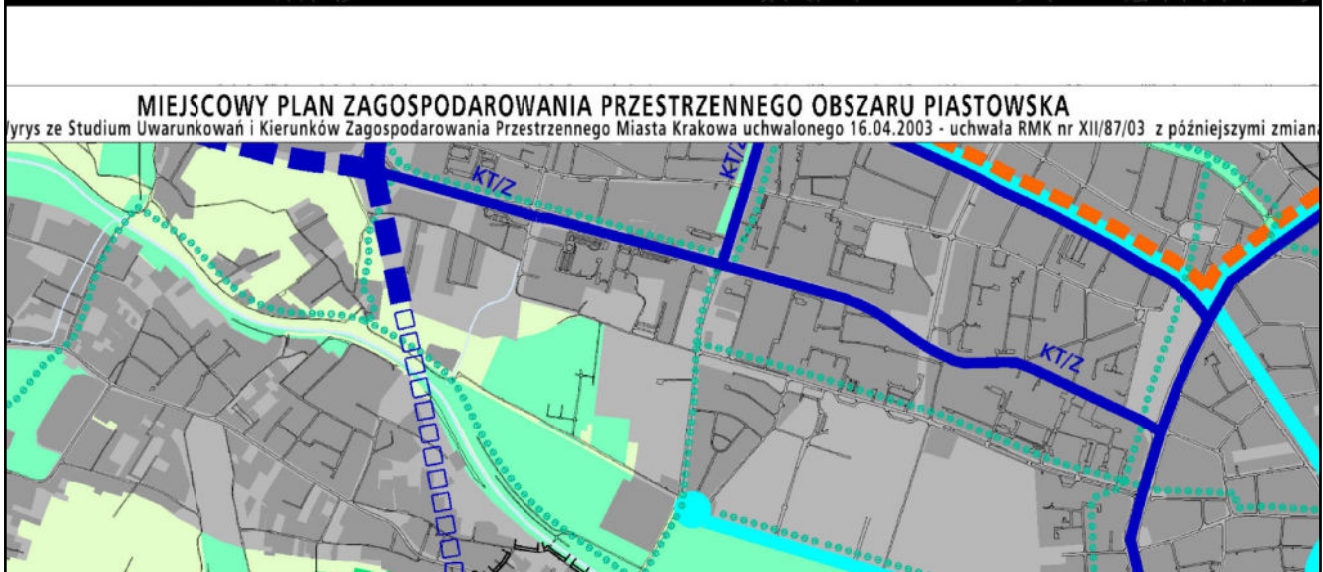 MIEJSCOWY PLAN ZAGOSPODAROWANIA PRZESTRZENNEGO OBSZARU PIASTOWSKA
yrys ze Studium Uwarunkowań i Kierunków Zagospodarowania Przestrzennego Miasta Krakowa uchwalonego 16.04.2003 - uchwała RMK nr XII/87/03 z późniejszymi zmiana
KT/Z
KT/Z
KT/Z